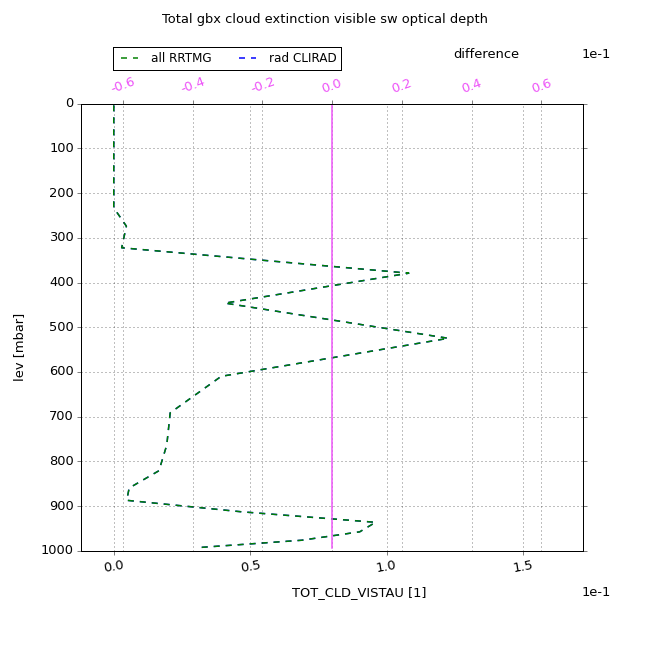 Total gbx cloud extinction visible sw optical depth
all RRTMG rad CLIRAD difference 1e-1
-0.6 -0.4 -0.2 0.0 0.2 0.4 0.6
0
100
200
300
400
500
600
700
800
900
1000
lev [mbar]
0.0 0.5 1.0 1.5
TOT_CLD_VISTAU [1] 1e-1